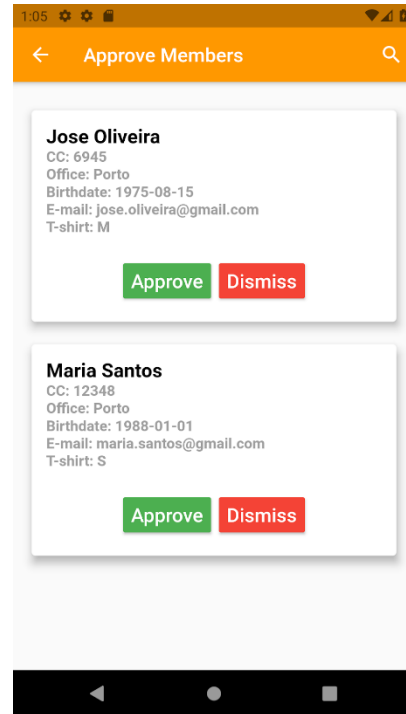 1:05
Approve Members
Jose Oliveira
CC: 6945
Office: Porto
Birthdate: 1975-08-15
E-mail: jose.oliveira@gmail.com
T-shirt: M
Approve Dismiss
Maria Santos
CC: 12348
Office: Porto
Birthdate: 1988-01-01
E-mail: maria.santos@gmail.com
T-shirt: S
Approve Dismiss